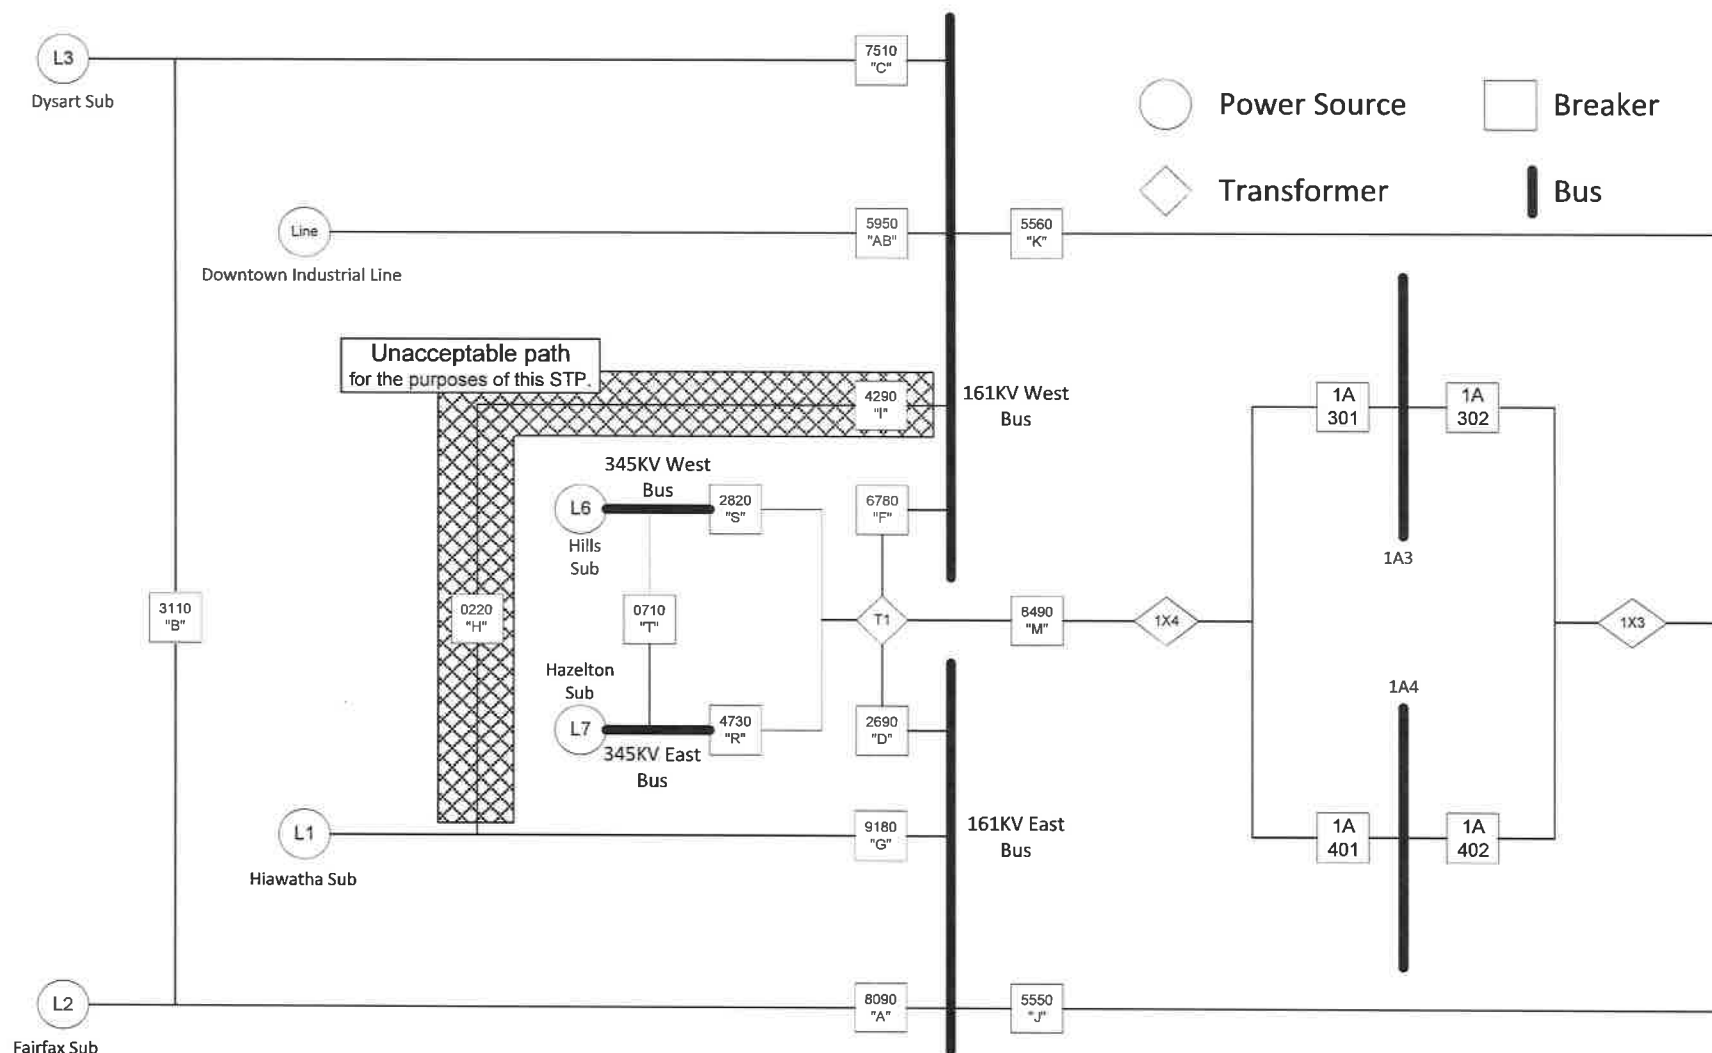 L3
Dysart Sub
7510
"C"
Power Source
Breaker
Transformer
Bus
Line
Downtown Industrial Line
5950
"AB"
5560
"K"
Unacceptable path
for the purposes of this STP.
4290
"I"
161KV West
Bus
1A
301
1A
302
345KV West
Bus
L6
Hills
Sub
2820
"S"
6780
"F"
1A3
3110
"B"
0220
"H"
0710
"T"
T1
6490
"M"
1X4
1X3
Hazelton
Sub
L7
4730
"R"
345KV East
Bus
2690
"D"
1A4
L1
Hiawatha Sub
9180
"G"
161KV East
Bus
1A
401
1A
402
L2
Fairfax Sub
8090
"A"
5550
"J"